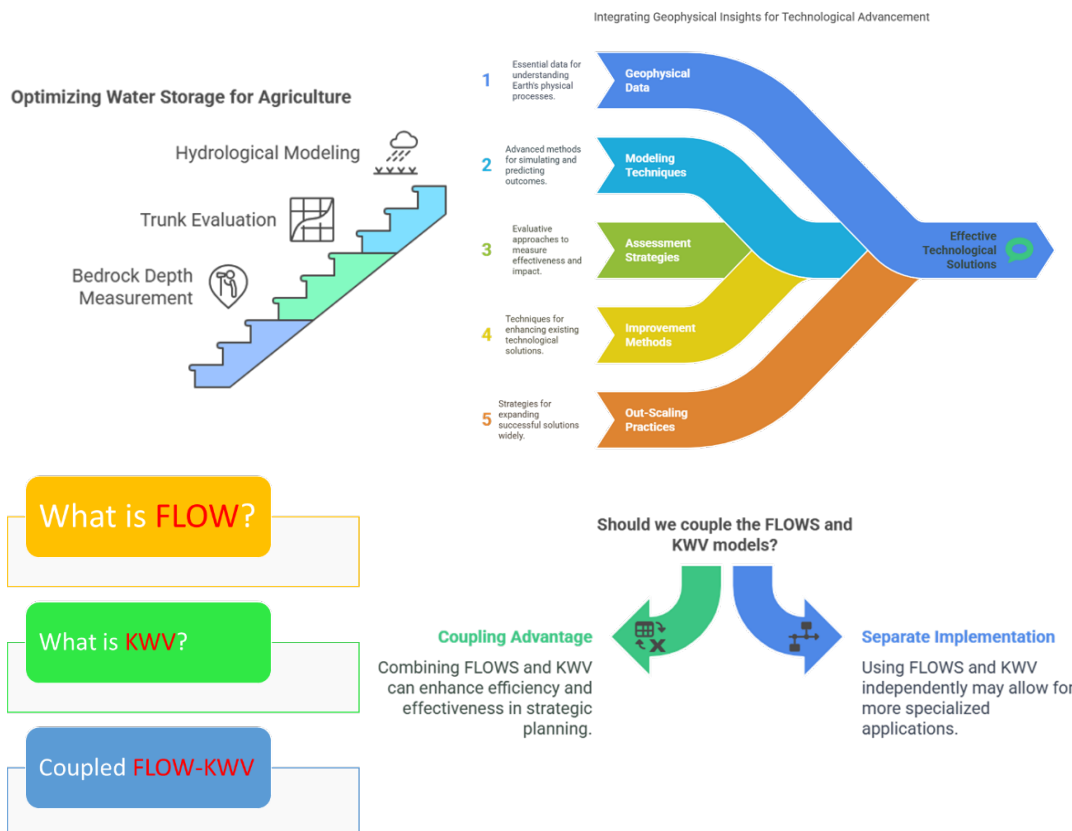 Integrating Geophysical Insights for Technological Advancement
1
Essential data for
understanding
Earth's physical
processes.
Geophysical
Data
2
Advanced methods
for simulating and
predicting
outcomes.
Modeling
Techniques
3
Evaluative
approaches to
measure
effectiveness and
impact.
Assessment
Strategies
4
Techniques for
enhancing existing
technological
solutions.
Improvement
Methods
5
Strategies for
expanding
successful solutions
widely.
Out-Scaling
Practices
Effective
Technological
Solutions
Optimizing Water Storage for Agriculture
Hydrological Modeling
Trunk Evaluation
Bedrock Depth
Measurement
What is FLOW?
What is KWV?
Coupled FLOW-KWV
Should we couple the FLOWS and
KWV models?
Coupling Advantage
Combining FLOWS and KWV
can enhance efficiency and
effectiveness in strategic
planning.
Separate Implementation
Using FLOWS and KWV
independently may allow for
more specialized
applications.